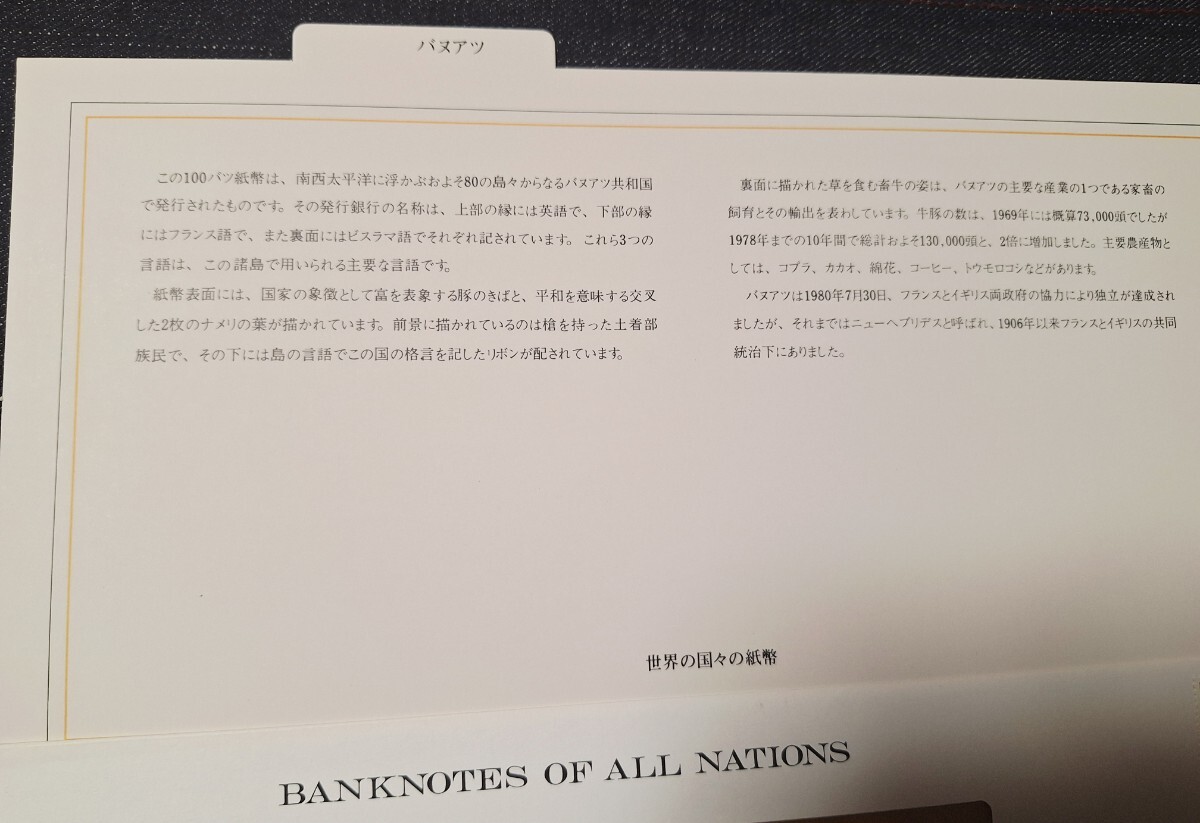 バヌアツ
この100バツ紙幣は、南西太平洋に浮かぶおよそ80の島々からなるバヌアツ共和国
で発行されたものです。その発行銀行の名称は、上部の縁には英語で、下部の縁
にはフランス語で、また裏面にはビスラマ語でそれぞれ記されています。これら3つの
言語は、この諸島で用いられる主要な言語です。
紙幣表面には、国家の象徴として富を表象する豚のきばと、平和を意味する交叉
した2枚のナメリの葉が描かれています。前景に描かれているのは槍を持った土着部
族民で、その下には島の言語でこの国の格言を記したリボンが配されています。
裏面に描かれた草を食む畜牛の姿は、バヌアツの主要な産業の1つである家畜の
飼育とその輸出を表わしています。牛豚の数は、1969年には概算73,000頭でしたが
1978年までの10年間で総計およそ130,000頭と、2倍に増加しました。主要農産物と
しては、コプラ、カカオ、綿花、コーヒー、トウモロコシなどがあります。
バヌアツは1980年7月30日、フランスとイギリス両政府の協力により独立が達成され
ましたが、それまではニューヘブリデスと呼ばれ、1906年以来フランスとイギリスの共同
統治下にありました。
世界の国々の紙幣
BANKNOTES OF ALL NATIONS